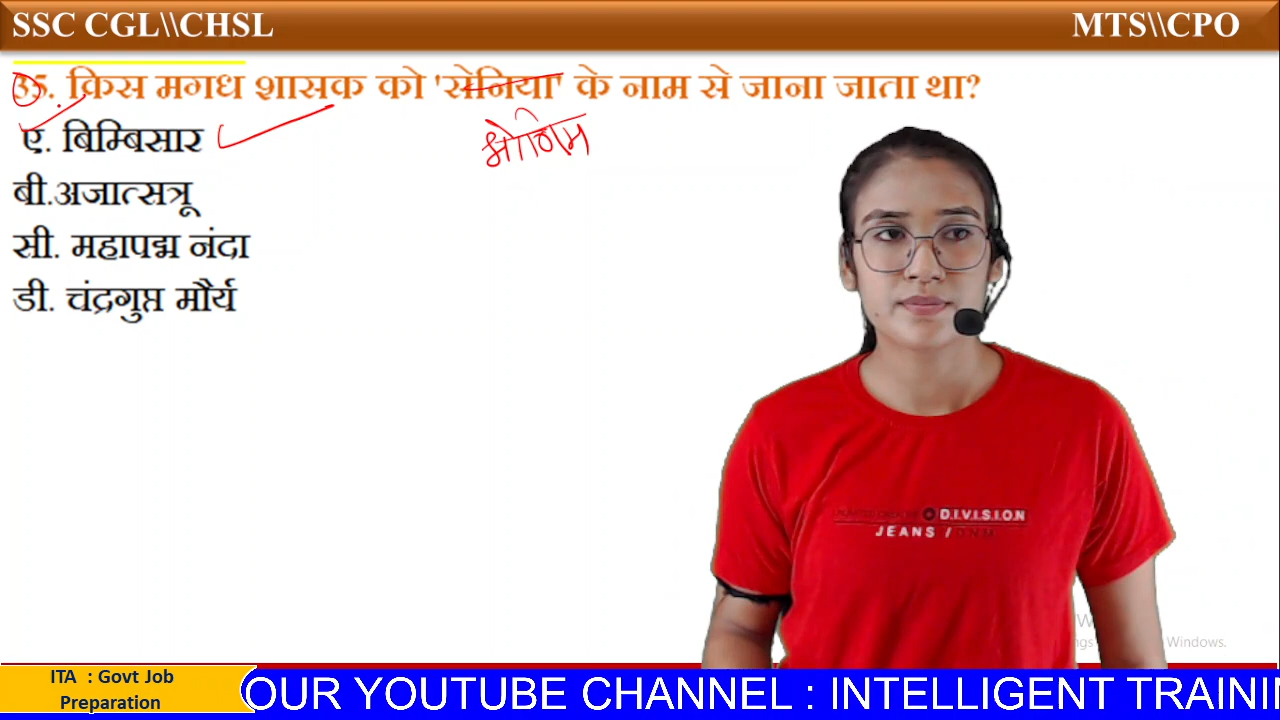 SSC CGL\\CHSL
MTS\\CPO
35. किस मगध शासक को 'सेनिया' के नाम से जाना जाता था?
ए. बिम्बिसार
बी.अजात्सत्रू
सी. महापद्म नंदा
डी. चंद्रगुप्त मौर्य
D.I.V.I.S.I.O.N
JEANS /
Windows.
ITA : Govt Job
Preparation
OUR YOUTUBE CHANNEL : INTELLIGENT TRAINI